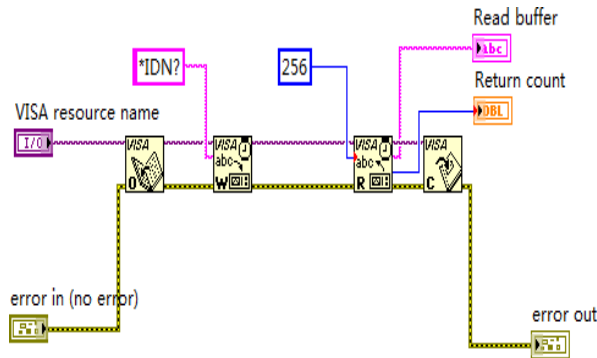 Read buffer
abc
*IDN?
256
Return count
DBL
VISA resource name
I/O
VISA
O
VISA
abc
W
VISA
abc
R
VISA
C
error in (no error)
error out